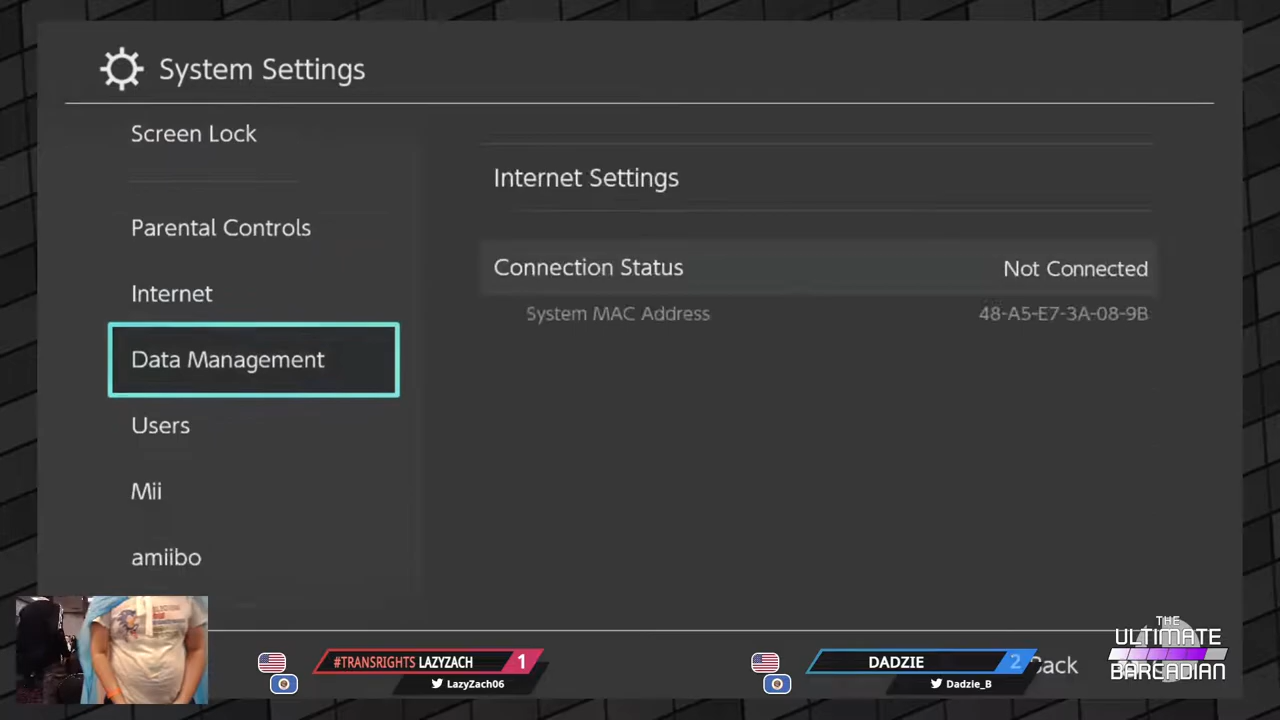 System Settings
Screen Lock
Parental Controls
Internet
Data Management
Users
Mii
amiibo
Internet Settings
Connection Status Not Connected
System MAC Address 48-A5-E7-3A-08-9B
#TRANSRIGHTS LAZYZACH 1
LazyZach06
DADZIE 2
Dadzie_B
Back
THE
ULTIMATE
BARCADIAN